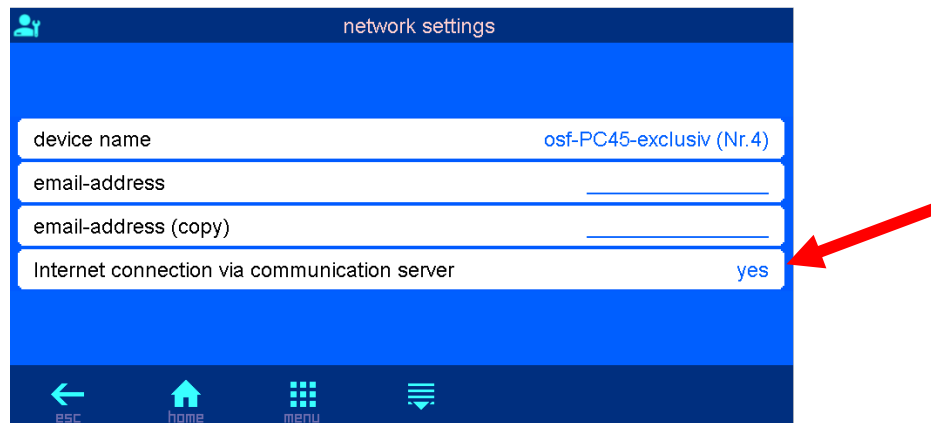 network settings
device name osf-PC45-exclusiv (Nr.4)
email-address
email-address (copy)
Internet connection via communication server yes
esc home menu